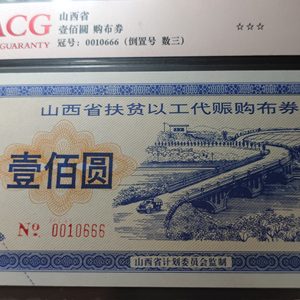 ACG
GUARANTY
山西省
壹佰圆 购布券
冠号: 0010666 (倒置号 数三)
☆☆☆
山西省扶贫以工代赈购布券
壹佰圆
No 0010666
山西省计划委员会监制